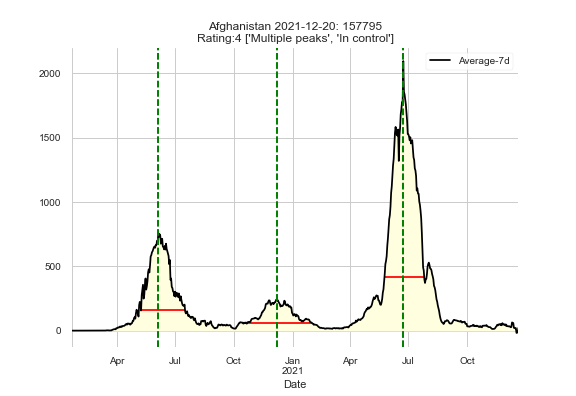 Afghanistan 2021-12-20: 157795
Rating:4 ['Multiple peaks', 'In control']
Average-7d
2000
1500
1000
500
0
Apr Jul Oct Jan Apr Jul Oct
2021
Date